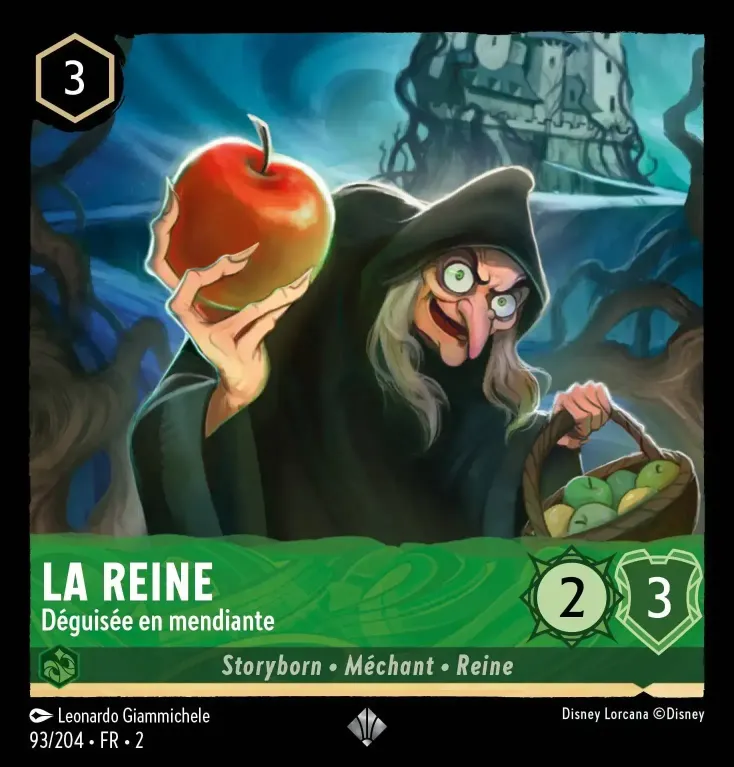 3
LA REINE
Déguisée en mendiante
2
3
Storyborn • Méchant • Reine
Leonardo Giammichele
Disney Lorcana ©Disney
93/204 • FR • 2